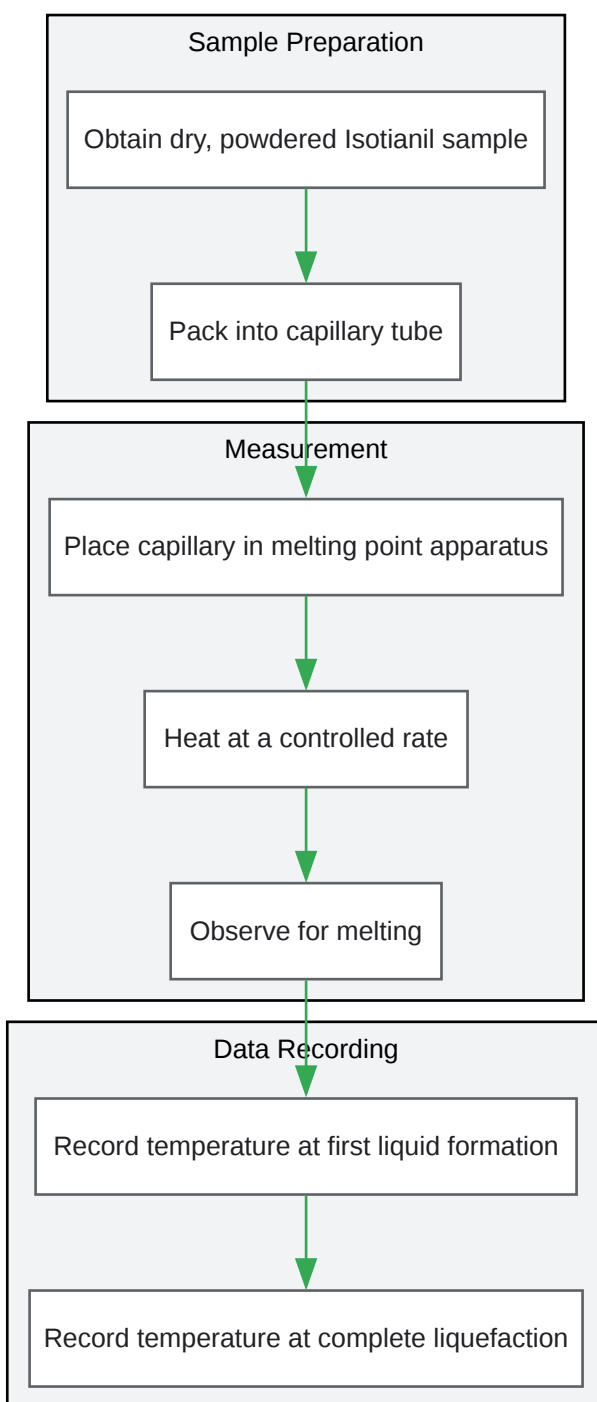 Sample Preparation
Obtain dry, powdered Isotianil sample
Pack into capillary tube
Measurement
Place capillary in melting point apparatus
Heat at a controlled rate
Observe for melting
Data Recording
Record temperature at first liquid formation
Record temperature at complete liquefaction